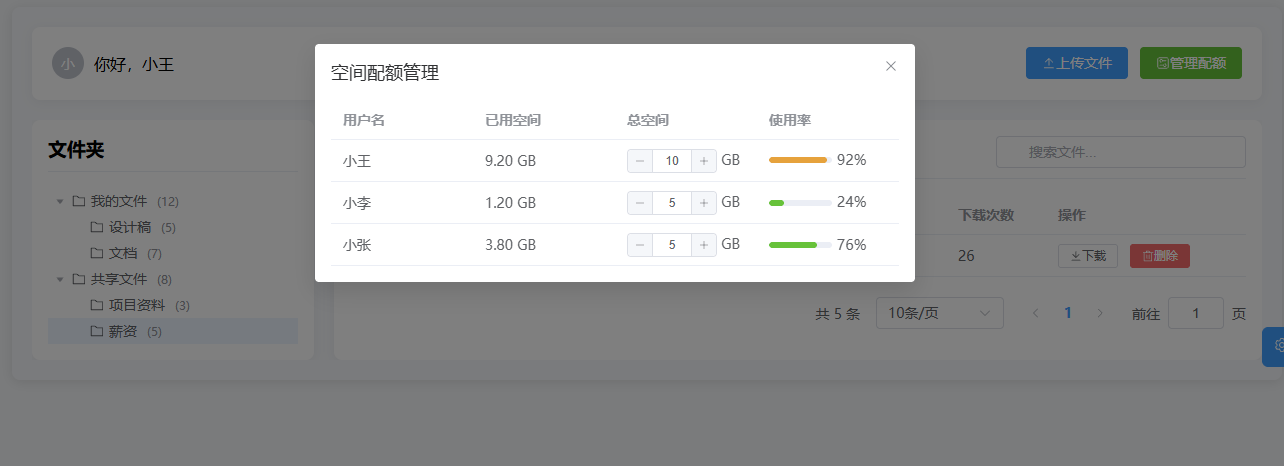 小 你好，小王
上传文件 管理配额
空间配额管理
用户名 已用空间 总空间 使用率
小王 9.20 GB 10 GB 92%
小李 1.20 GB 5 GB 24%
小张 3.80 GB 5 GB 76%
文件夹
我的文件 (12)
设计稿 (5)
文档 (7)
共享文件 (8)
项目资料 (3)
薪资 (5)
搜索文件...
下载次数 操作
26 下载 删除
共 5 条 10条/页 1 前往 1 页